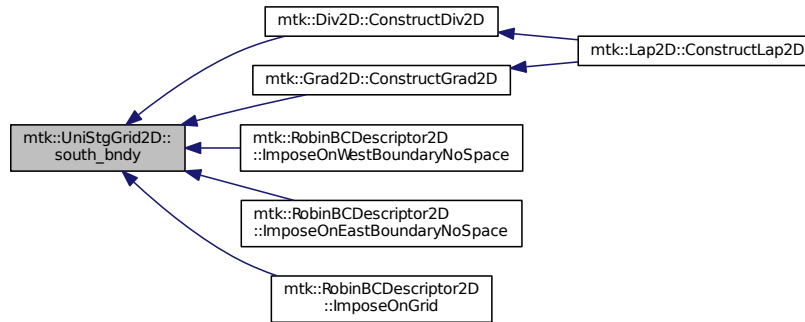 mtk::Div2D::ConstructDiv2D
mtk::Lap2D::ConstructLap2D
mtk::Grad2D::ConstructGrad2D
mtk::UniStgGrid2D::
south_bndy
mtk::RobinBCDescriptor2D
::ImposeOnWestBoundaryNoSpace
mtk::RobinBCDescriptor2D
::ImposeOnEastBoundaryNoSpace
mtk::RobinBCDescriptor2D
::ImposeOnGrid